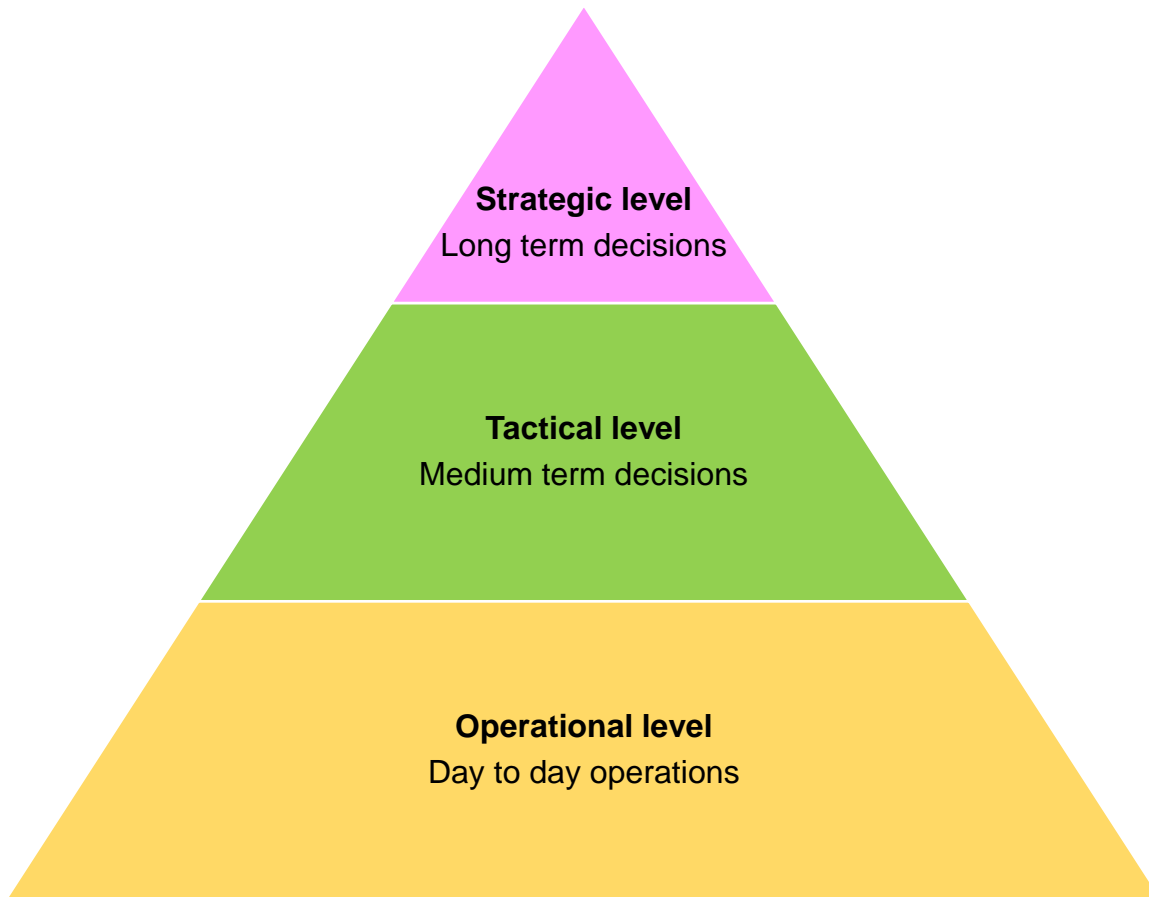 Strategic level
Long term decisions
Tactical level
Medium term decisions
Operational level
Day to day operations